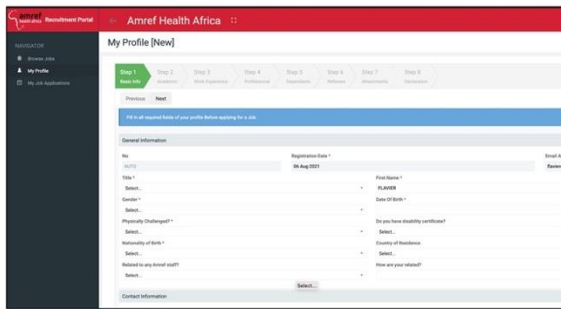 amref
health africa
Recruitment Portal
Amref Health Africa
NAVIGATOR
Browse Jobs
My Profile
My Job Applications
My Profile [New]
Step 1 Step 2 Step 3 Step 4 Step 5 Step 6 Step 7 Step 8
Basic Info Academic Work Experience Professional Dependants Referees Attachments Declaration
Previous Next
Fill in all required fields of your profile Before applying for a Job.
General Information
No Registration Date * Email A
AUTO 06 Aug 2021
Title * First Name *
Select... FLAVIER
Gender * Date Of Birth *
Select...
Physically Challenged? * Do you have disability certificate?
Select... Select...
Nationality of Birth * Country of Residence
Select... Select...
Related to any Amref staff? How are your related?
Select...
Select...
Contact Information